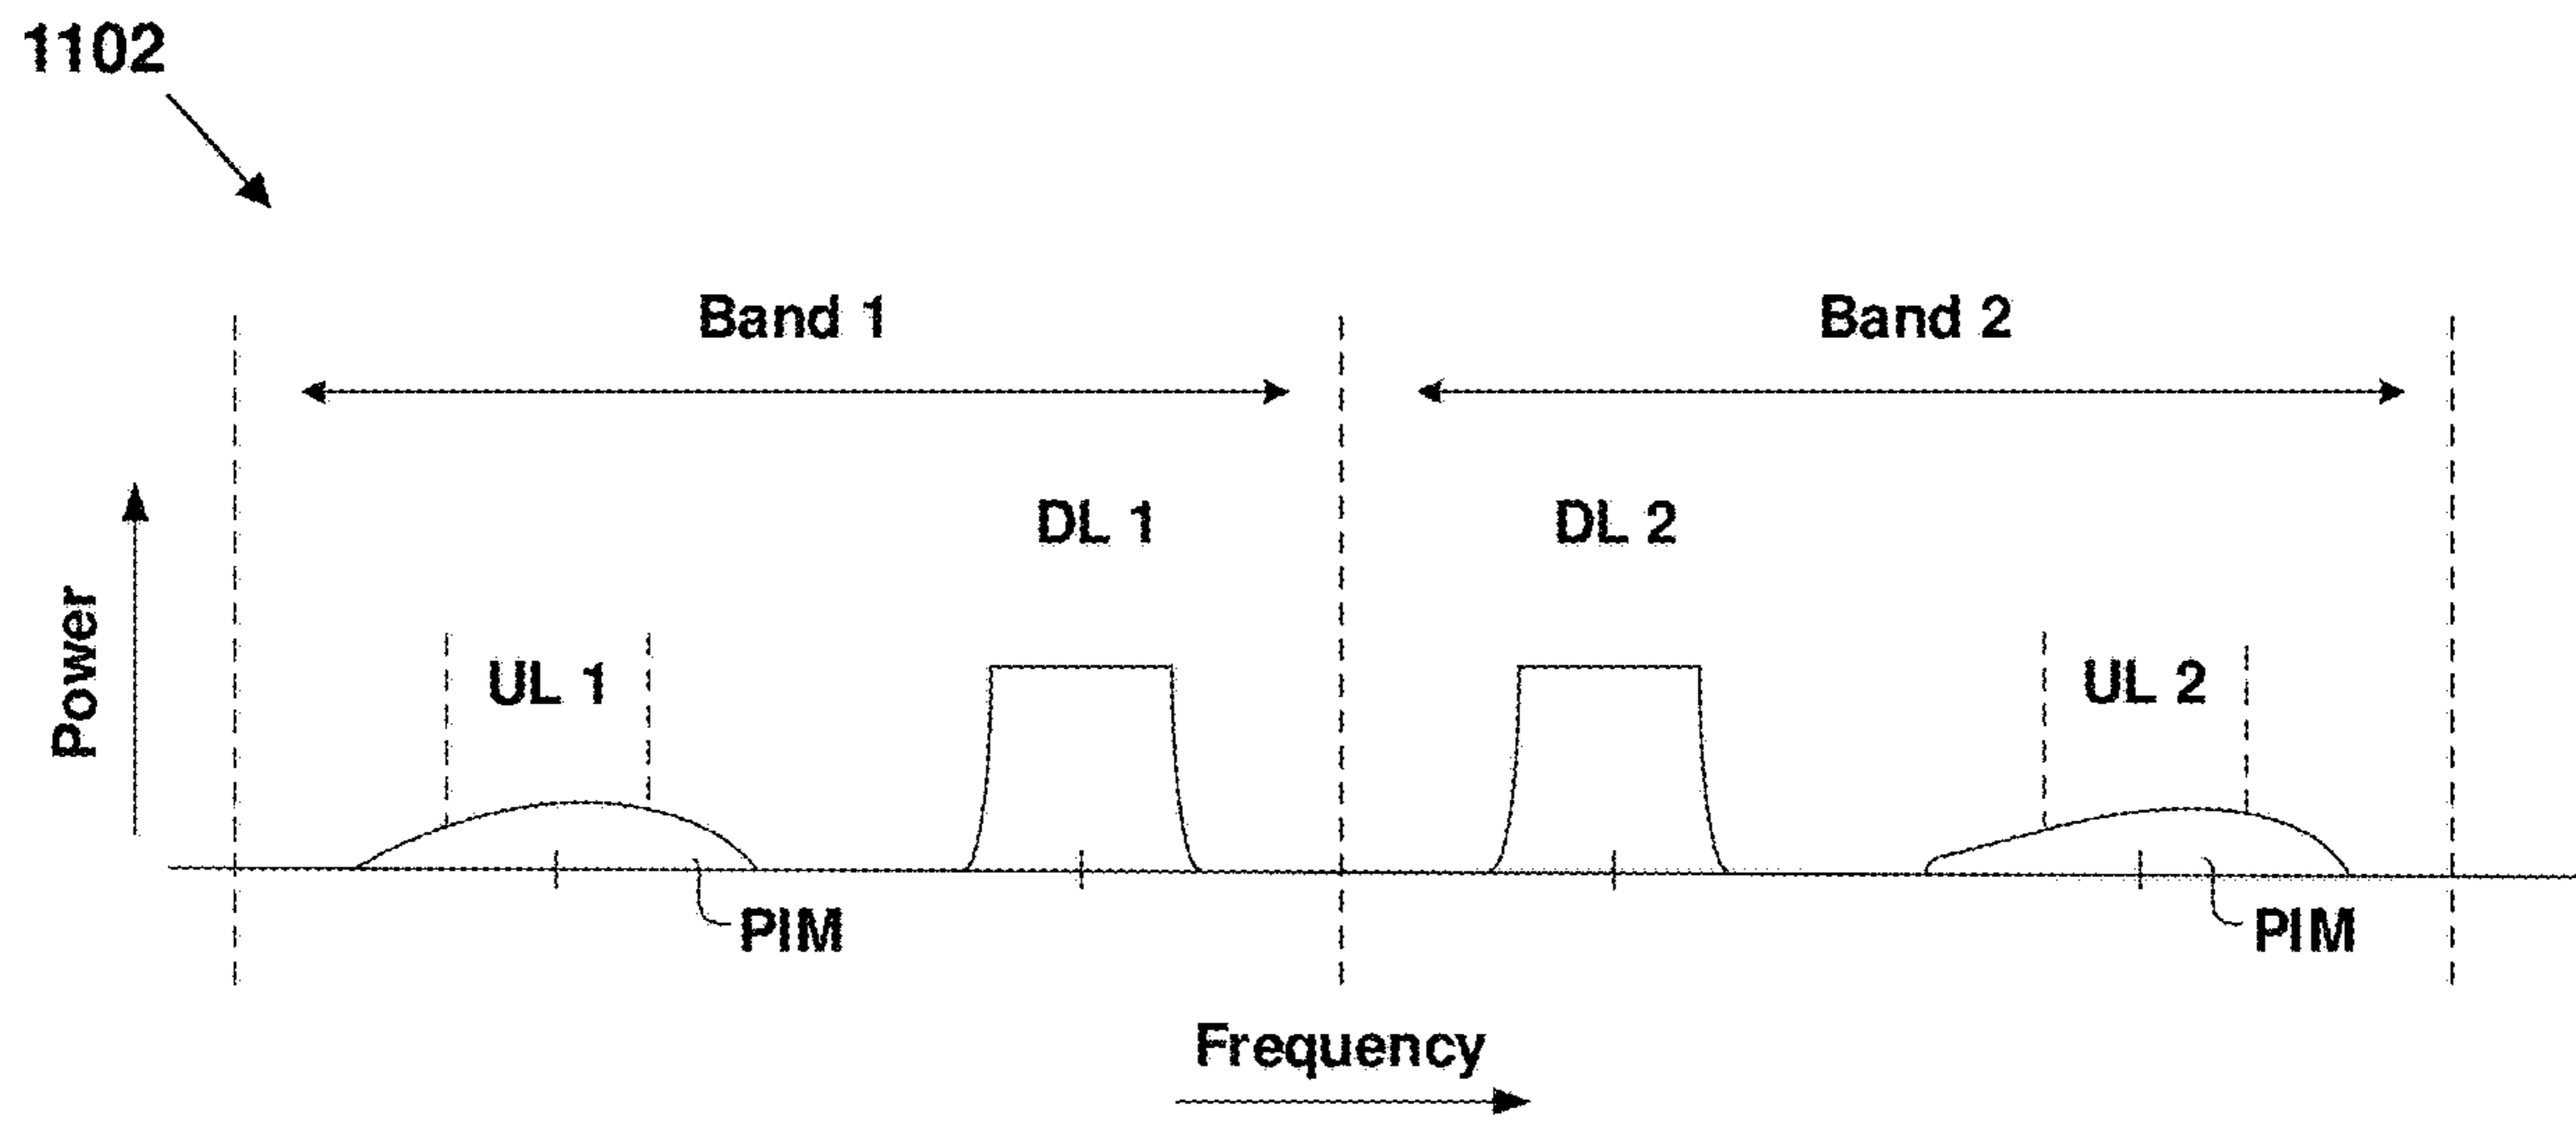 1102
Band 1
Band 2
DL 1
DL 2
Power
UL 1
UL 2
PIM
PIM
Frequency